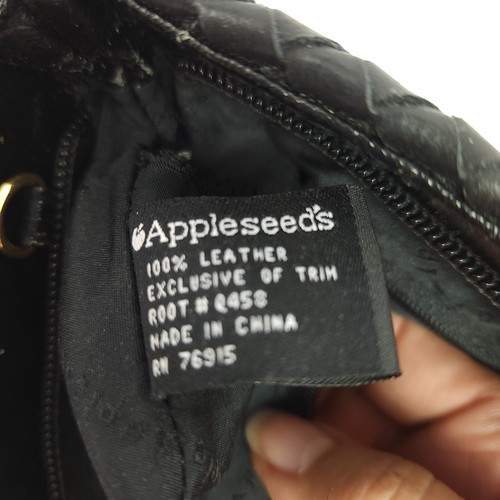 Appleseed's
100% LEATHER
EXCLUSIVE OF TRIM
ROOT # Q458
MADE IN CHINA
RN 76915